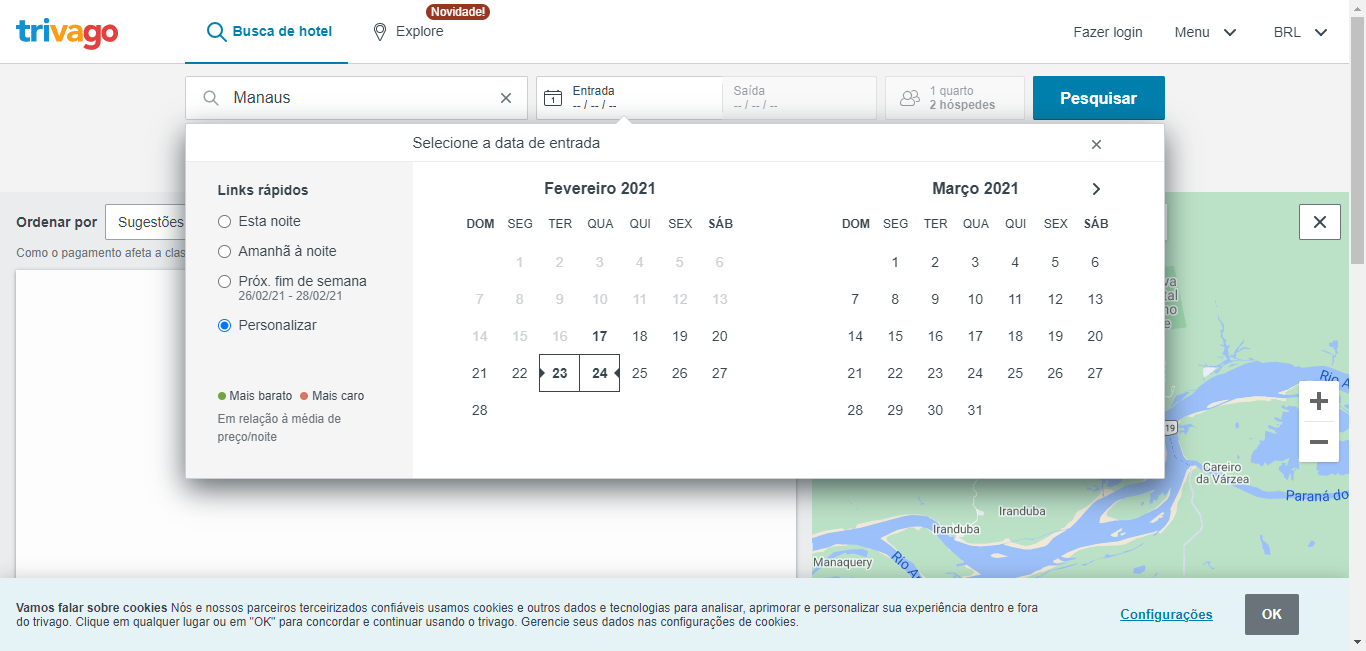 trivago
Busca de hotel
Novidade!
Explore
Fazer login
Menu
BRL
Manaus
Entrada
-- / -- / --
Saída
-- / -- / --
1 quarto
2 hóspedes
Pesquisar
Selecione a data de entrada
Links rápidos
Esta noite
Amanhã à noite
Próx. fim de semana
26/02/21 - 28/02/21
Personalizar
Mais barato
Mais caro
Em relação à média de
preço/noite
Fevereiro 2021
DOM SEG TER QUA QUI SEX SÁB
1 2 3 4 5 6
7 8 9 10 11 12 13
14 15 16 17 18 19 20
21 22 23 24 25 26 27
28
Março 2021
DOM SEG TER QUA QUI SEX SÁB
1 2 3 4 5 6
7 8 9 10 11 12 13
14 15 16 17 18 19 20
21 22 23 24 25 26 27
28 29 30 31
Ordenar por
Sugestões
Como o pagamento afeta a clas
19
Careiro
da Várzea
Paraná do
Iranduba
Iranduba
Manaquery
Vamos falar sobre cookies Nós e nossos parceiros terceirizados confiáveis usamos cookies e outros dados e tecnologias para analisar, aprimorar e personalizar sua experiência dentro e fora
do trivago. Clique em qualquer lugar ou em "OK" para concordar e continuar usando o trivago. Gerencie seus dados nas configurações de cookies.
Configurações
OK